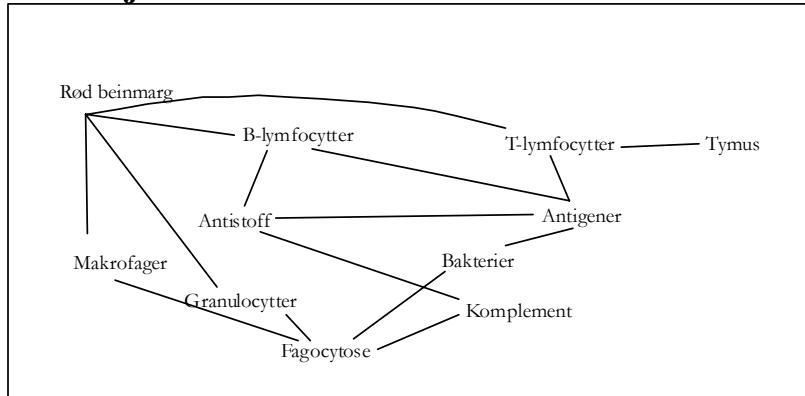 Rød beinmarg
B-lymfocytter
T-lymfocytter
Tymus
Antistoff
Antigener
Makrofager
Bakterier
Granulocytter
Komplement
Fagocytose